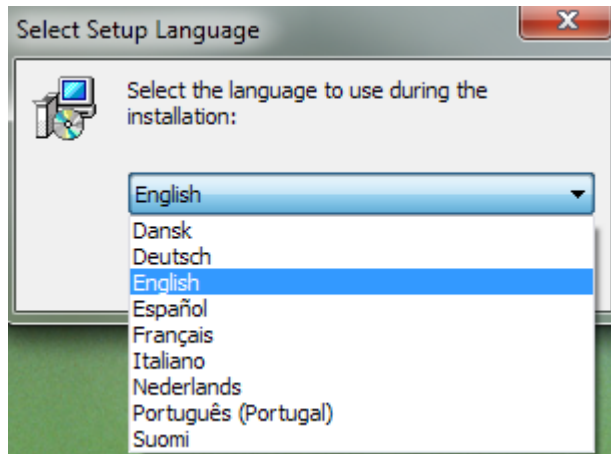 Select Setup Language
Select the language to use during the
installation:
English
Dansk
Deutsch
English
Español
Français
Italiano
Nederlands
Português (Portugal)
Suomi